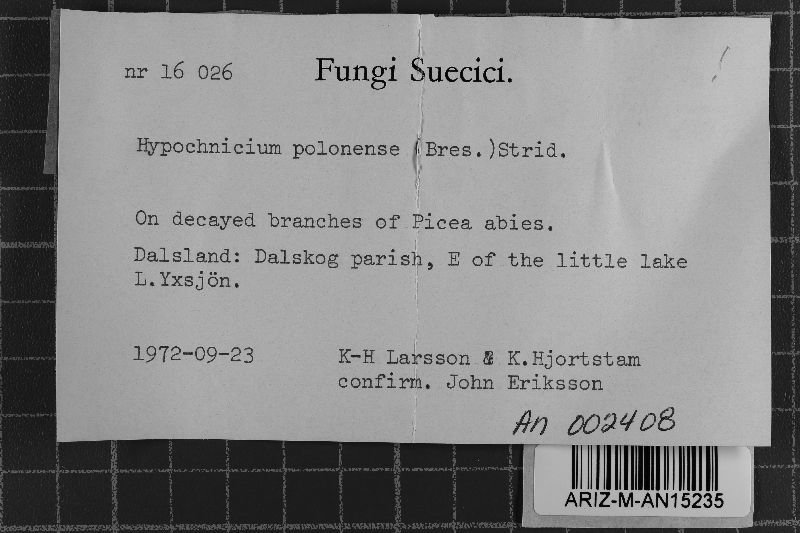 nr 16 026 Fungi Suecici.
Hypochnicium polonense (Bres.)Strid.
On decayed branches of Picea abies.
Dalsland: Dalskog parish, E of the little lake
L.Yxsjön.
1972-09-23 K-H Larsson & K.Hjortstam
confirm. John Eriksson
An 002408
ARIZ-M-AN15235